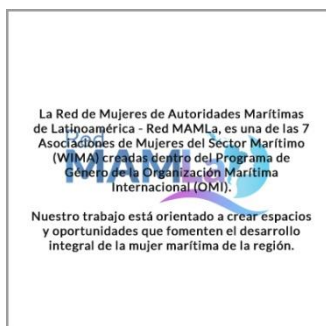 La Red de Mujeres de Autoridades Marítimas
de Latinoamérica - Red MAMLa, es una de las 7
Asociaciones de Mujeres del Sector Marítimo
(WIMA) creadas dentro del Programa de
Género de la Organización Marítima
Internacional (OMI).
Nuestro trabajo está orientado a crear espacios
y oportunidades que fomenten el desarrollo
integral de la mujer marítima de la región.
Red
MAMLa